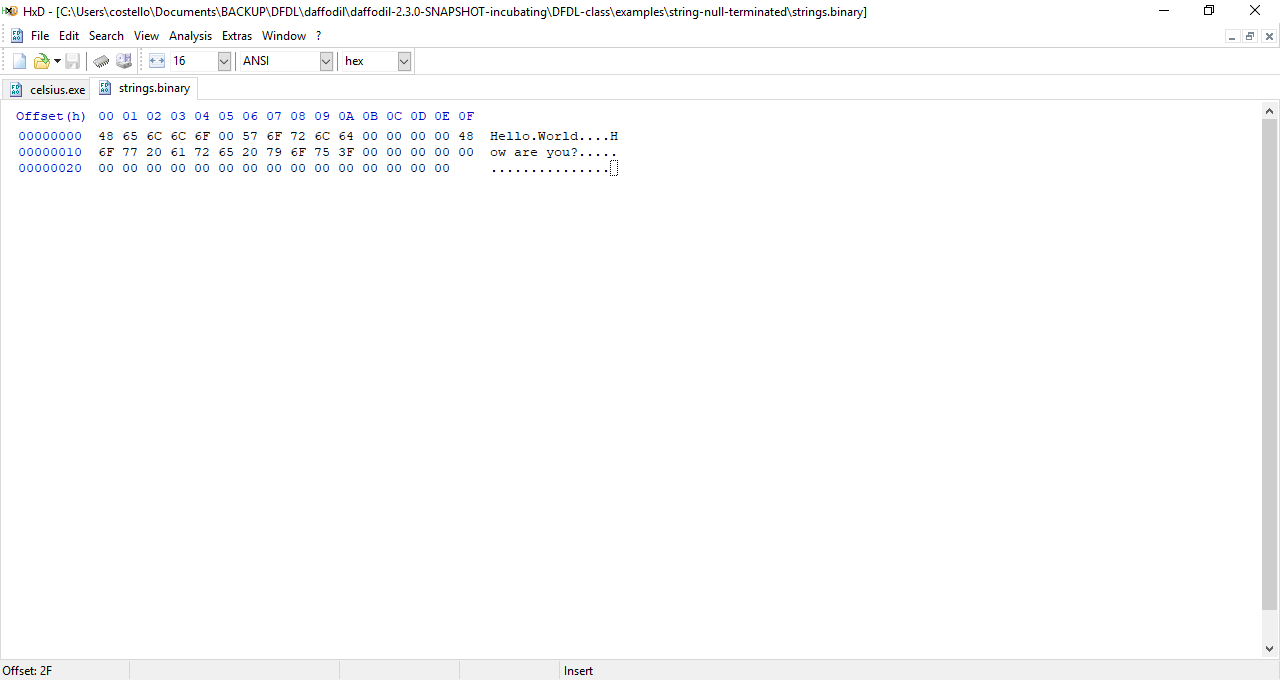 HxD - [C:\Users\costello\Documents\BACKUP\DFDL\daffodil\daffodil-2.3.0-SNAPSHOT-incubating\DFDL-class\examples\string-null-terminated\strings.binary]
File Edit Search View Analysis Extras Window ?
16 ANSI hex
celsius.exe strings.binary
Offset(h) 00 01 02 03 04 05 06 07 08 09 0A 0B 0C 0D 0E 0F
00000000 48 65 6C 6C 6F 00 57 6F 72 6C 64 00 00 00 00 48 Hello.World....H
00000010 6F 77 20 61 72 65 20 79 6F 75 3F 00 00 00 00 00 ow are you?.....
00000020 00 00 00 00 00 00 00 00 00 00 00 00 00 00 00 ...............
Offset: 2F Insert